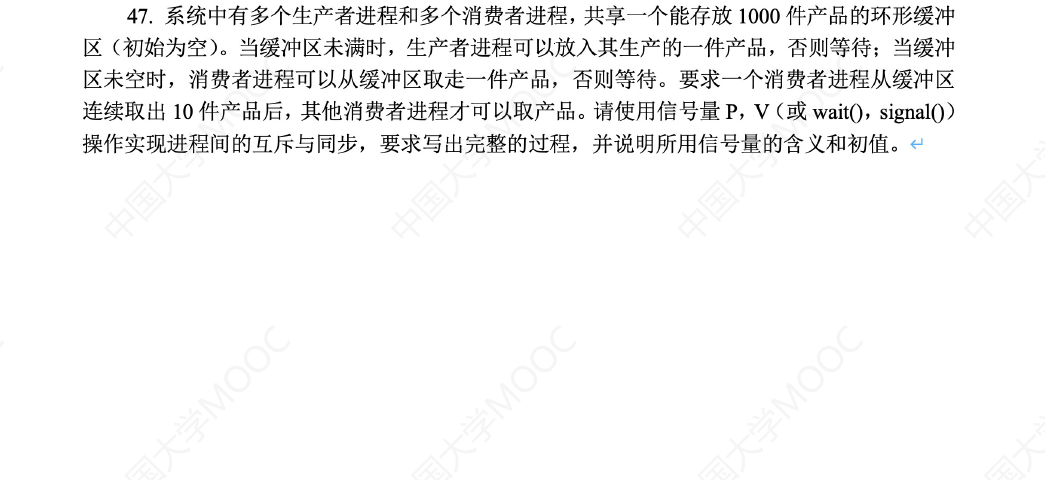 47. 系统中有多个生产者进程和多个消费者进程，共享一个能存放 1000 件产品的环形缓冲
区（初始为空）。当缓冲区未满时，生产者进程可以放入其生产的一件产品，否则等待；当缓冲
区未空时，消费者进程可以从缓冲区取走一件产品，否则等待。要求一个消费者进程从缓冲区
连续取出 10 件产品后，其他消费者进程才可以取产品。请使用信号量 P，V（或 wait()，signal()）
操作实现进程间的互斥与同步，要求写出完整的过程，并说明所用信号量的含义和初值。↵
中国大学MOOC
中国大学MOOC
中国大学MOOC
中国大
国大学MOOC
国大学MOOC
国大学MOOC
国大